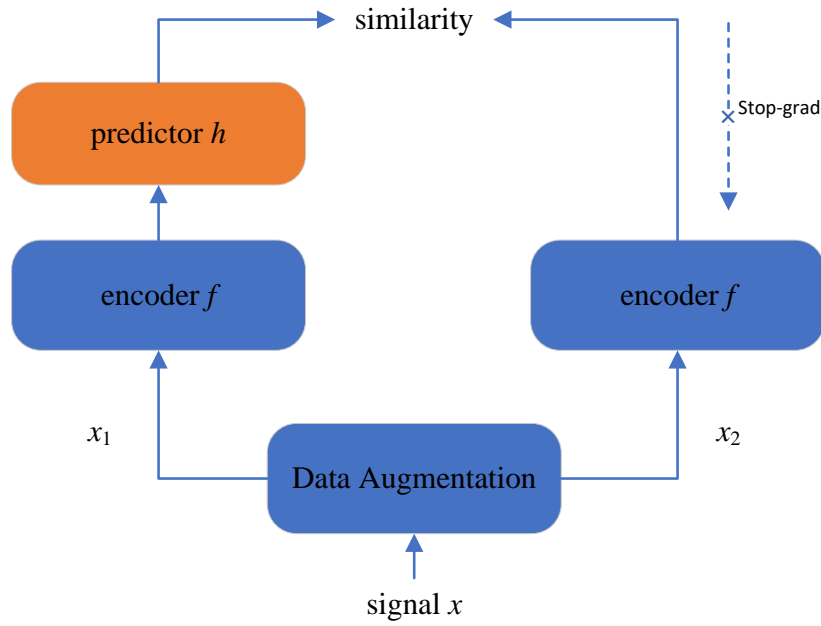 similarity
Stop-grad
predictor h
encoder f
encoder f
x₁
x₂
Data Augmentation
signal x